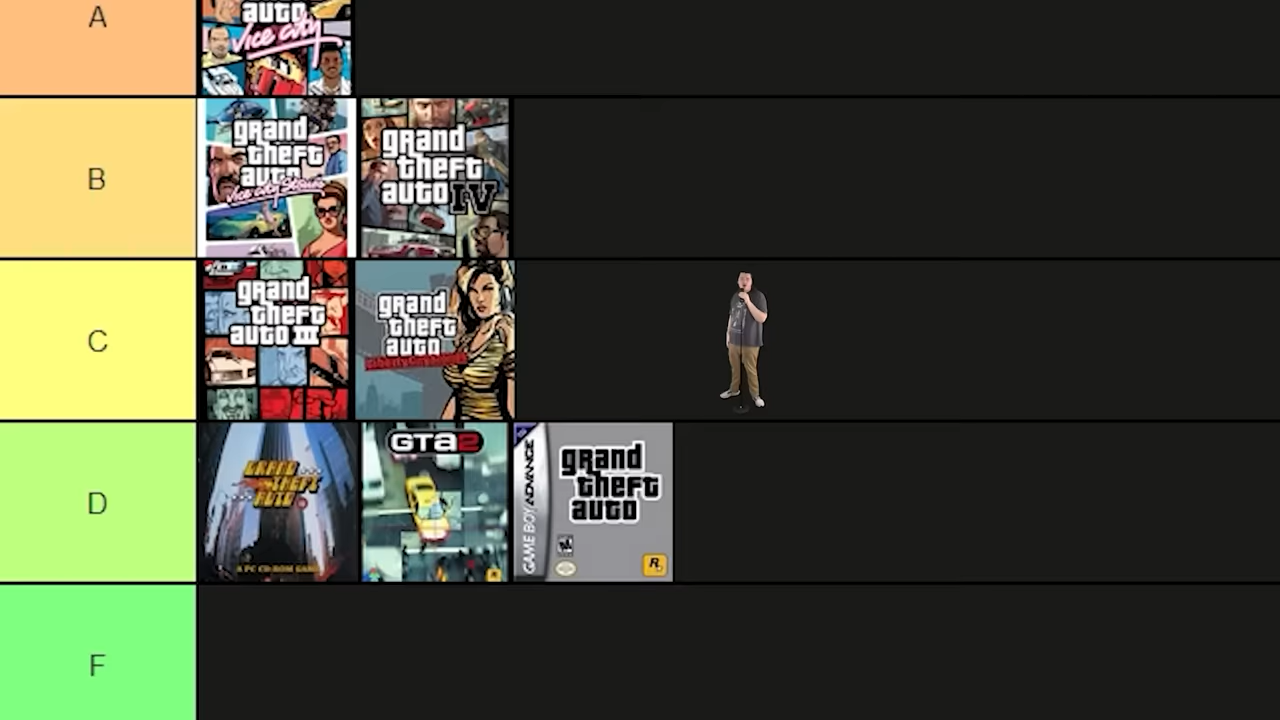 A
auto
Vice City
B
grand
theft
auto
Vice City Stories
grand
theft
auto IV
C
grand
theft
auto III
grand
theft
auto
Liberty City Stories
D
GRAND
THEFT
AUTO
A PC CD-ROM GAME
GTA2
R
GAME BOY ADVANCE
grand
theft
auto
M
R
F